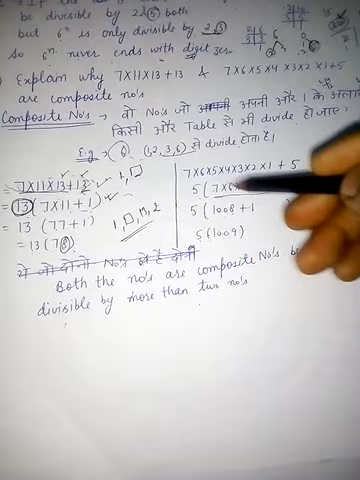 be divisible by 2&5 both
but 6ⁿ is only divisible by 2,3
So 6ⁿ never ends with digit zero
Explain why 7×11×13+13 & 7×6×5×4×3×2×1+5
are composite no's
Composite No's → वो No's जो अपनी और 1 के अलावा
किसी और Table से भी divide हो जाए
E.g → 6 (1,2,3,6) से divide होता है।
7×11×13+13
= 13(7×11+1)
= 13 (77+1)
= 13 (78)
7×6×5×4×3×2×1+5
5(7×6
5(1008+1
5(1009)
Both the no's are composite No's
divisible by more than two no's